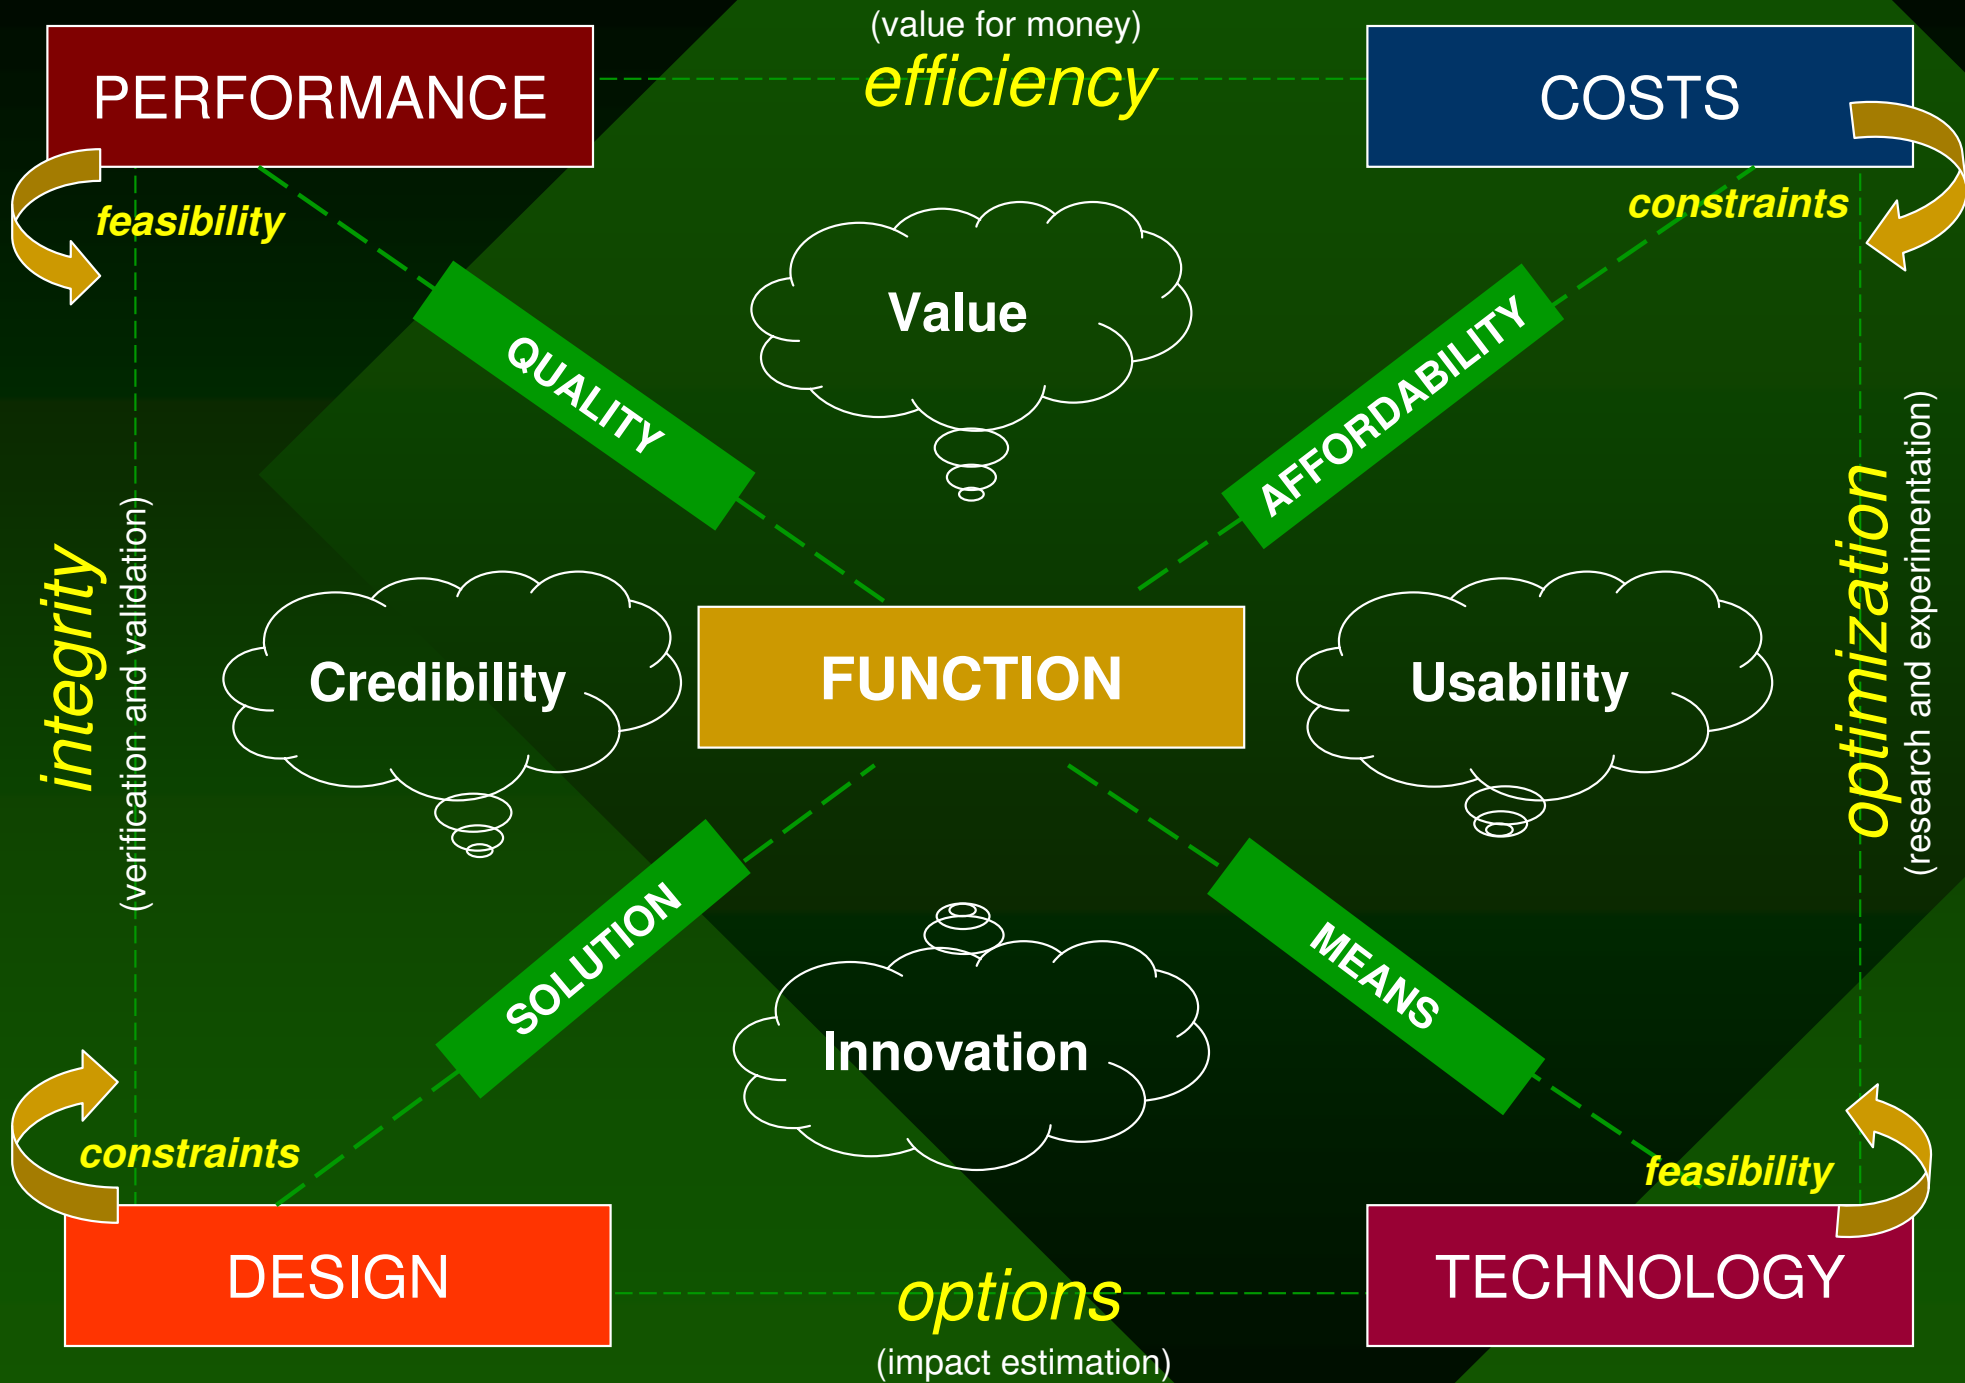 (value for money)
efficiency
PERFORMANCE
COSTS
feasibility
constraints
Value
QUALITY
AFFORDABILITY
integrity
(verification and validation)
Credibility
FUNCTION
Usability
optimization
(research and experimentation)
SOLUTION
MEANS
Innovation
constraints
feasibility
DESIGN
TECHNOLOGY
options
(impact estimation)